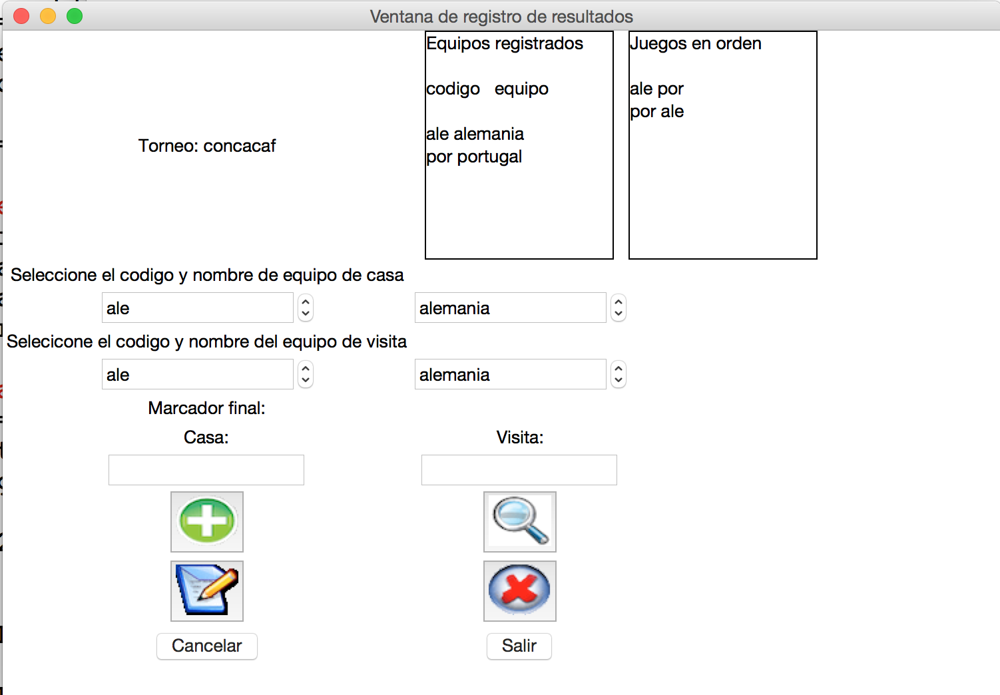 Ventana de registro de resultados
Torneo: concacaf
Equipos registrados
codigo equipo
ale alemania
por portugal
Juegos en orden
ale por
por ale
Seleccione el codigo y nombre de equipo de casa
ale alemania
Selecicone el codigo y nombre del equipo de visita
ale alemania
Marcador final:
Casa: Visita:
Cancelar Salir